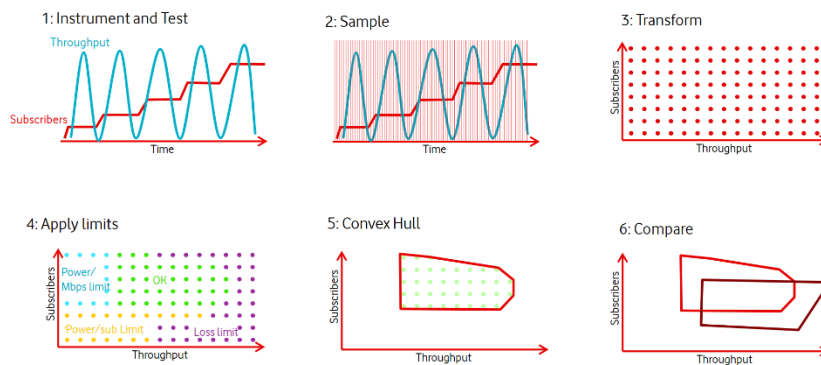 1: Instrument and Test
Throughput
Subscribers
Time
2: Sample
Subscribers
Time
3: Transform
Subscribers
Throughput
4: Apply limits
Subscribers
Power/
Mbps limit
OK
'Power/sub Limit
Loss limit
Throughput
5: Convex Hull
Subscribers
Throughput
6: Compare
Subscribers
Throughput